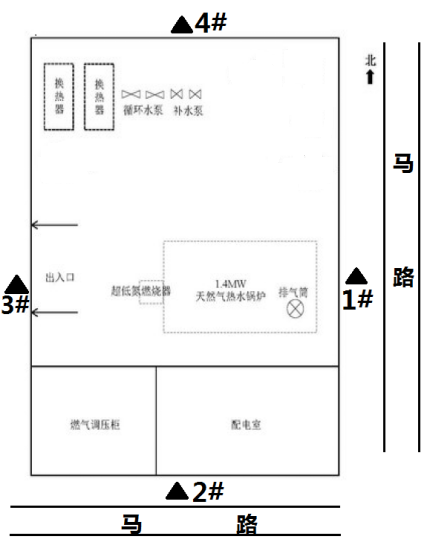 4#
北
换热器
换热器
循环水泵
补水泵
马
路
出入口
超低氮燃烧器
1.4MW
天然气热水锅炉
排气筒
3#
1#
燃气调压柜
配电室
2#
马 路